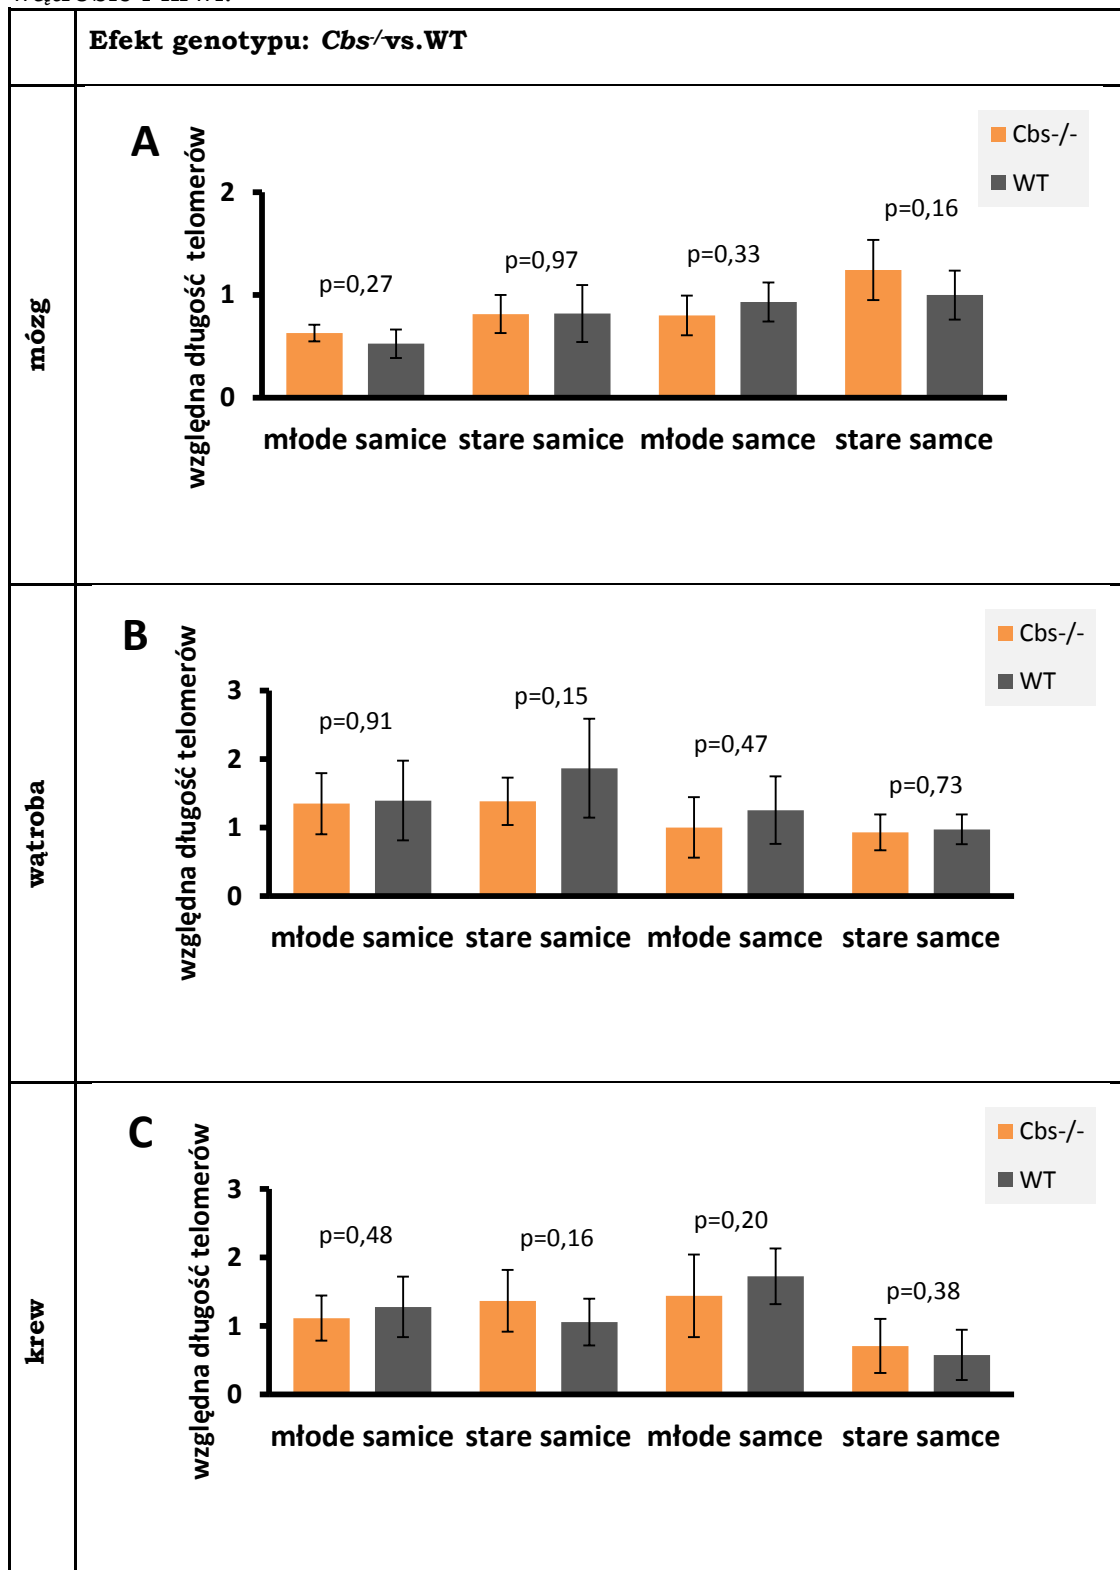 Efekt genotypu: Cbs-/-vs.WT
mózg
A
względna długość telomerów
Cbs-/-
WT
2
1
0
p=0,27
p=0,97
p=0,33
p=0,16
młode samice stare samice młode samce stare samce
wątroba
B
względna długość telomerów
Cbs-/-
WT
3
2
1
0
p=0,91
p=0,15
p=0,47
p=0,73
młode samice stare samice młode samce stare samce
krew
C
względna długość telomerów
Cbs-/-
WT
3
2
1
0
p=0,48
p=0,16
p=0,20
p=0,38
młode samice stare samice młode samce stare samce